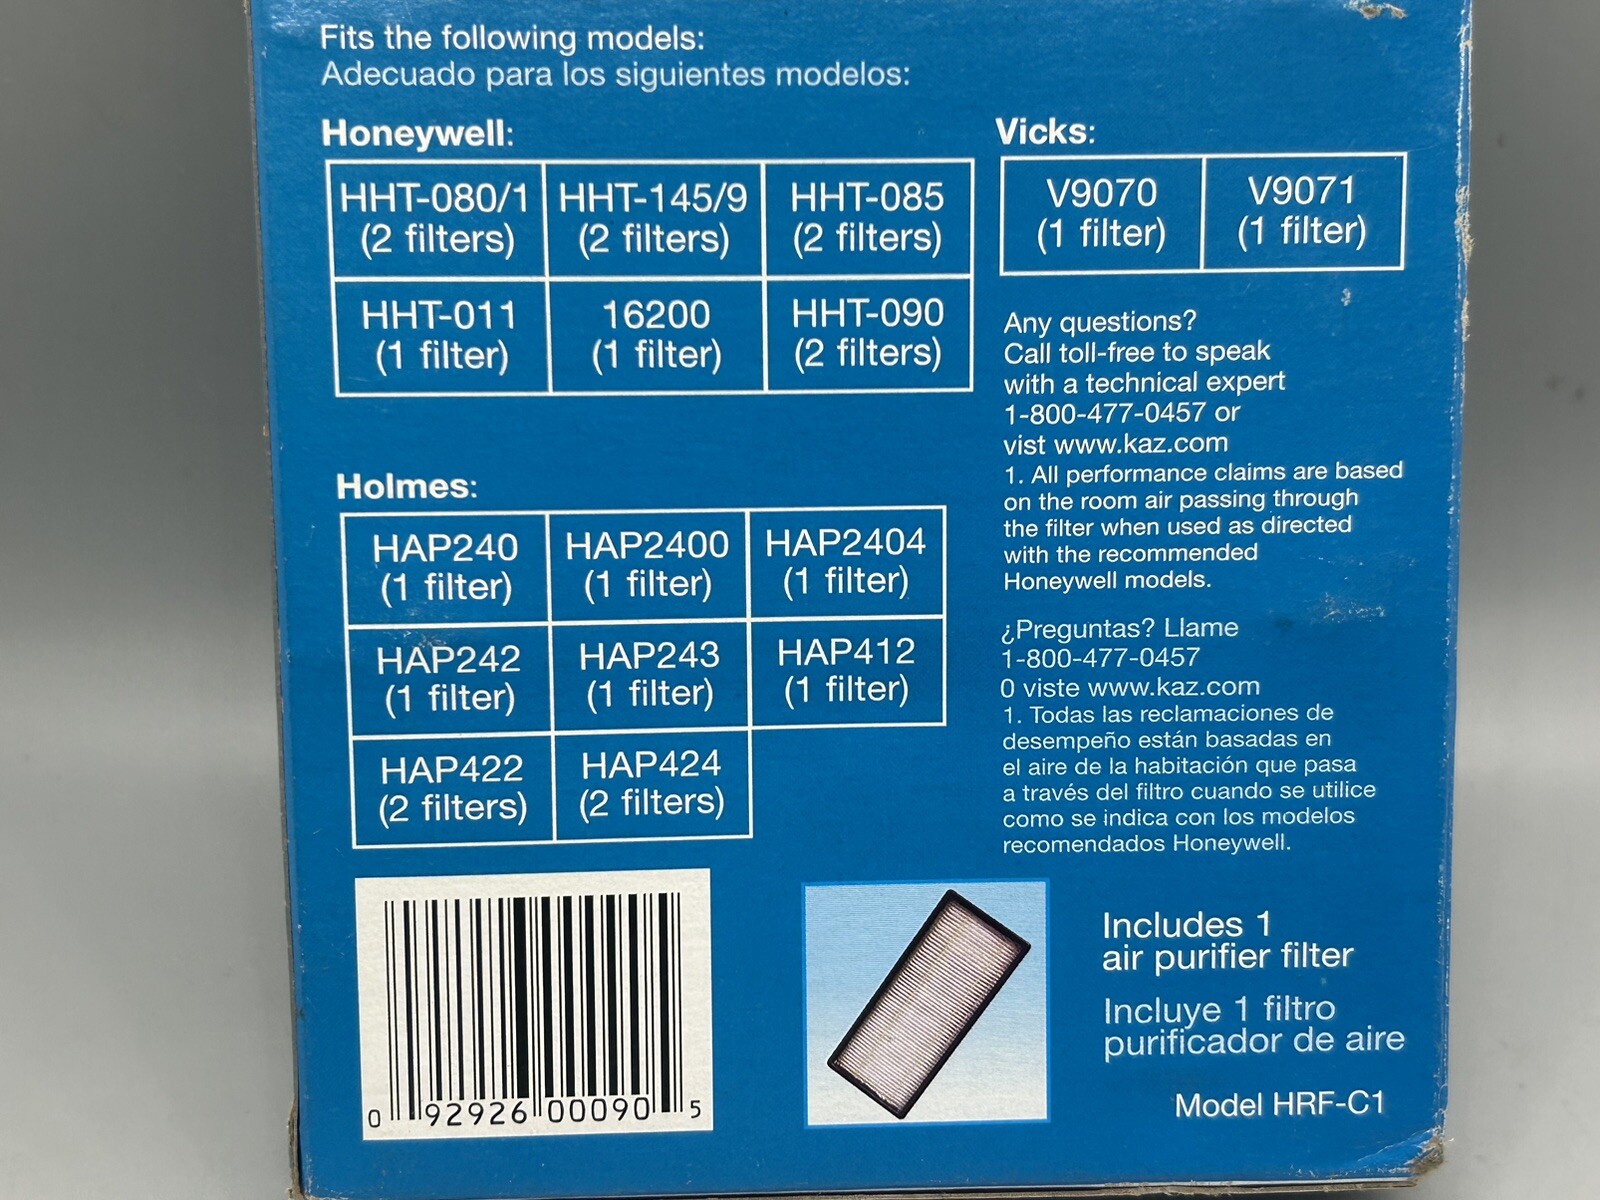 Fits the following models:
Adecuado para los siguientes modelos:
Honeywell:
HHT-080/1 HHT-145/9 HHT-085
(2 filters) (2 filters) (2 filters)
HHT-011 16200 HHT-090
(1 filter) (1 filter) (2 filters)
Holmes:
HAP240 HAP2400 HAP2404
(1 filter) (1 filter) (1 filter)
HAP242 HAP243 HAP412
(1 filter) (1 filter) (1 filter)
HAP422 HAP424
(2 filters) (2 filters)
Vicks:
V9070 V9071
(1 filter) (1 filter)
Any questions?
Call toll-free to speak
with a technical expert
1-800-477-0457 or
vist www.kaz.com
1. All performance claims are based
on the room air passing through
the filter when used as directed
with the recommended
Honeywell models.
¿Preguntas? Llame
1-800-477-0457
0 viste www.kaz.com
1. Todas las reclamaciones de
desempeño están basadas en
el aire de la habitación que pasa
a través del filtro cuando se utilice
como se indica con los modelos
recomendados Honeywell.
0 92926 00090 5
Includes 1
air purifier filter
Incluye 1 filtro
purificador de aire
Model HRF-C1